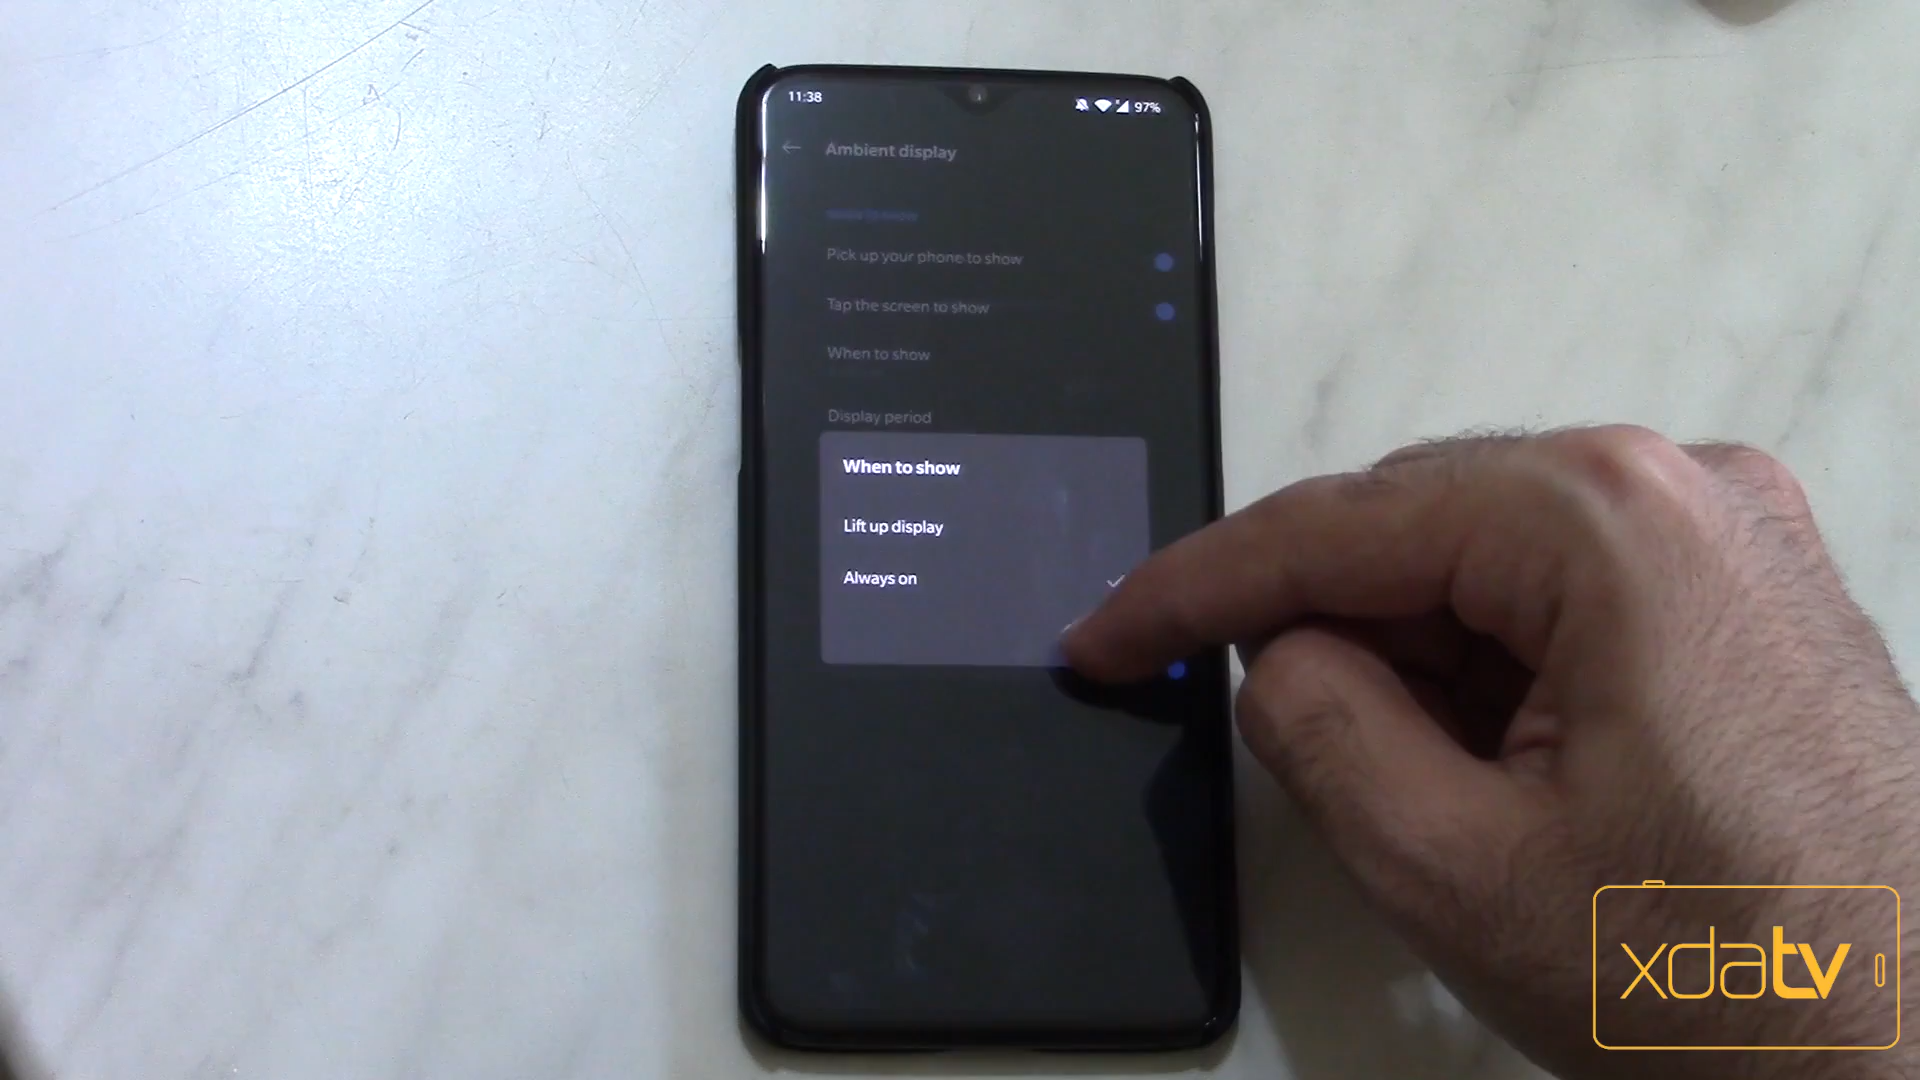 11:38
97%
Ambient display
Pick up your phone to show
Tap the screen to show
When to show
Display period
When to show
Lift up display
Always on
xdatv